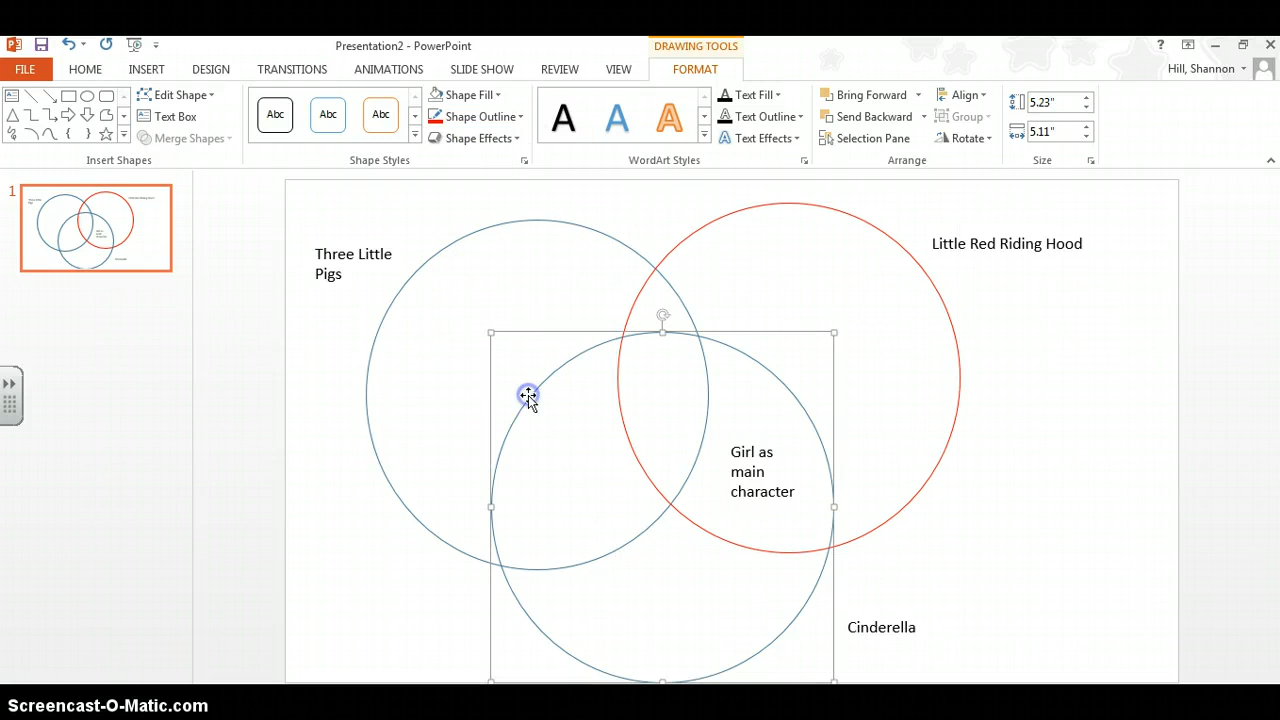 Presentation2 - PowerPoint
DRAWING TOOLS
?
FILE
HOME
INSERT
DESIGN
TRANSITIONS
ANIMATIONS
SLIDE SHOW
REVIEW
VIEW
FORMAT
Hill, Shannon
Edit Shape
Text Box
Merge Shapes
Insert Shapes
Abc
Abc
Abc
Shape Fill
Shape Outline
Shape Effects
Shape Styles
A
A
A
Text Fill
Text Outline
Text Effects
WordArt Styles
Bring Forward
Send Backward
Selection Pane
Align
Group
Rotate
Arrange
5.23"
5.11"
Size
1
Three Little
Pigs
Little Red Riding Hood
Girl as
main
character
Cinderella
Screencast-O-Matic.com